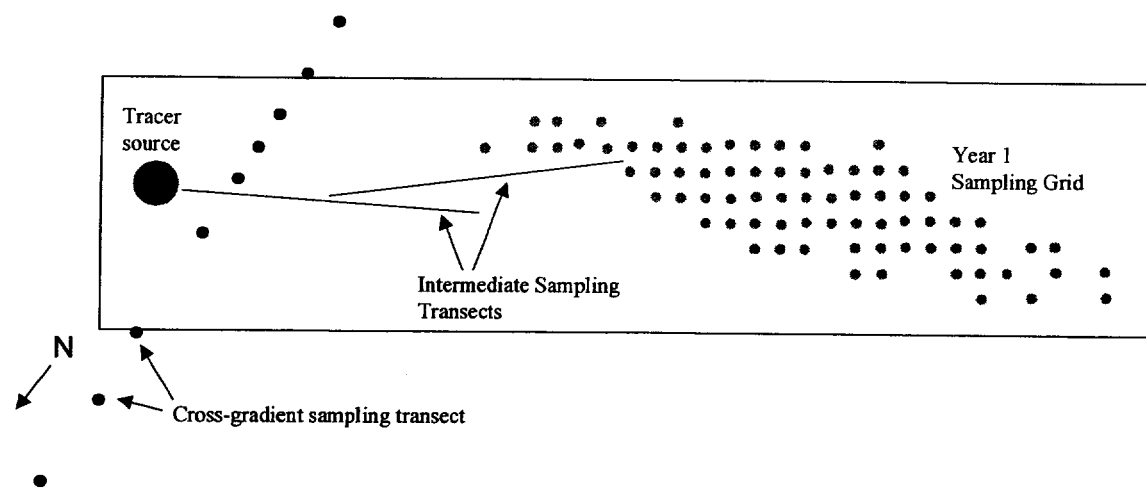 Tracer
source
Year 1
Sampling Grid
Intermediate Sampling
Transects
N
Cross-gradient sampling transect